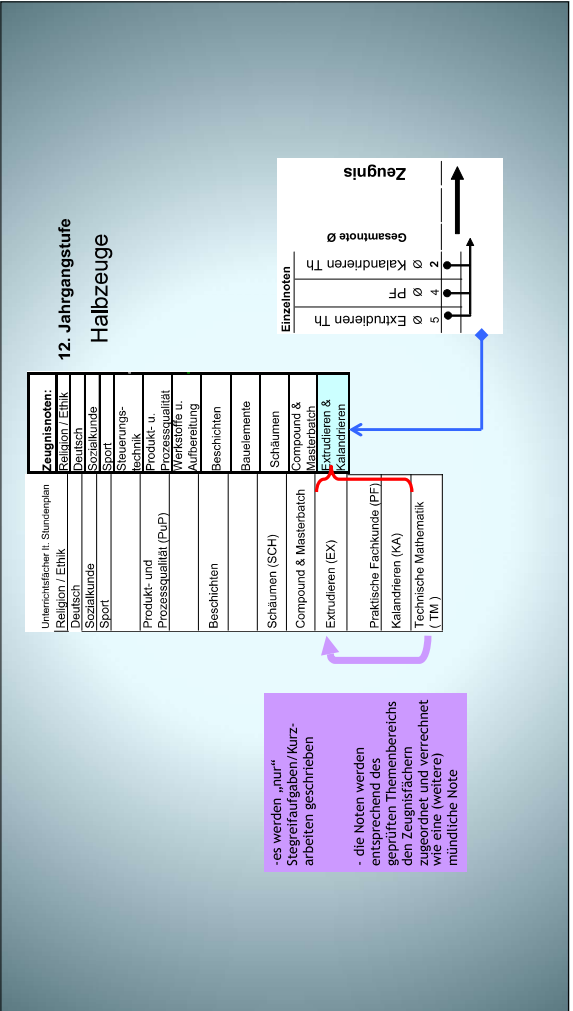 12. Jahrgangstufe
Halbzeuge
Unterrichtsfächer lt. Stundenplan
Religion / Ethik
Deutsch
Sozialkunde
Sport
Produkt- und
Prozessqualität (PuP)
Beschichten
Schäumen (SCH)
Compound & Masterbatch
Extrudieren (EX)
Praktische Fachkunde (PF)
Kalandrieren (KA)
Technische Mathematik
( TM )
Zeugnisnoten:
Religion / Ethik
Deutsch
Sozialkunde
Sport
Steuerungs-
technik
Produkt- u.
Prozessqualität
Werkstoffe u.
Aufbereitung
Beschichten
Bauelemente
Schäumen
Compound &
Masterbatch
Extrudieren &
Kalandrieren
-es werden „nur“
Stegreifaufgaben/Kurz-
arbeiten geschrieben
- die Noten werden
entsprechend des
geprüften Themenbereichs
den Zeugnisfächern
zugeordnet und verrechnet
wie eine (weitere)
mündliche Note
Einzelnoten
Extrudieren Th Ø 5
PF Ø 4
Kalandrieren Th Ø 2
Gesamtnote Ø
Zeugnis